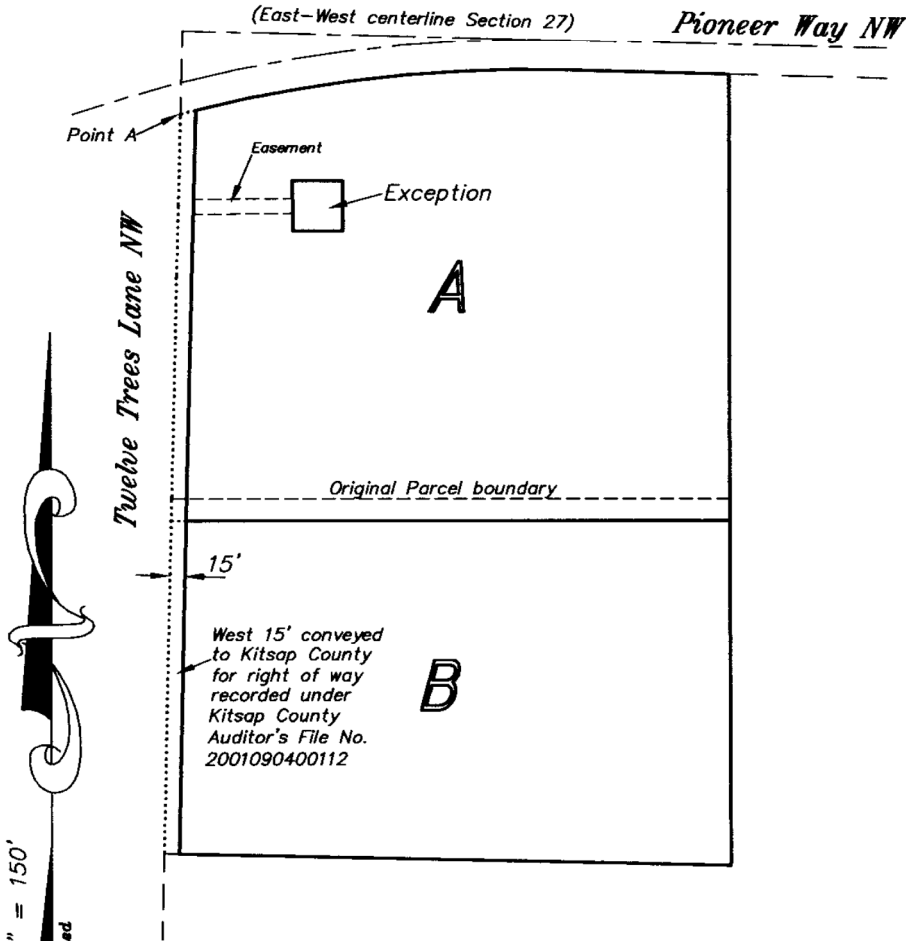 (East-West centerline Section 27)
Pioneer Way NW
Point A
Easement
Exception
Twelve Trees Lane NW
A
Original Parcel boundary
15'
West 15' conveyed
to Kitsap County
for right of way
recorded under
Kitsap County
Auditor's File No.
2001090400112
B
" = 150'